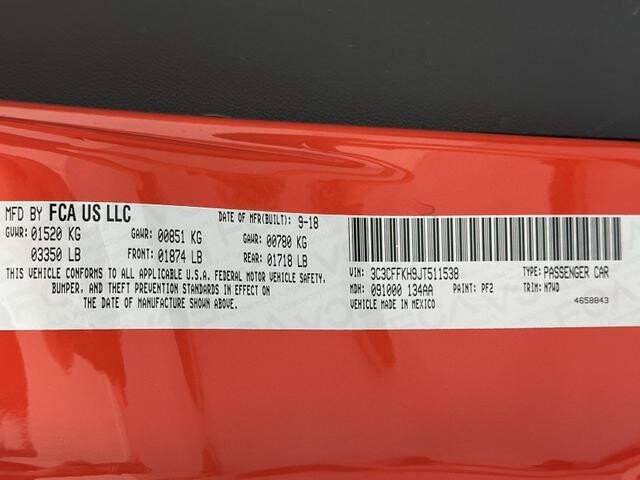 MFD BY FCA US LLC
DATE OF MFR(BUILT): 9-18
GVWR: 01520 KG GAWR: 00851 KG GAWR: 00780 KG
03350 LB FRONT: 01874 LB REAR: 01718 LB
THIS VEHICLE CONFORMS TO ALL APPLICABLE U.S.A. FEDERAL MOTOR VEHICLE SAFETY,
BUMPER, AND THEFT PREVENTION STANDARDS IN EFFECT ON
THE DATE OF MANUFACTURE SHOWN ABOVE.
VIN: 3C3CFFKH9JT511538 TYPE: PASSENGER CAR
MDH: 091000 134AA PAINT: PF2 TRIM: N7WD
VEHICLE MADE IN MEXICO
4658843